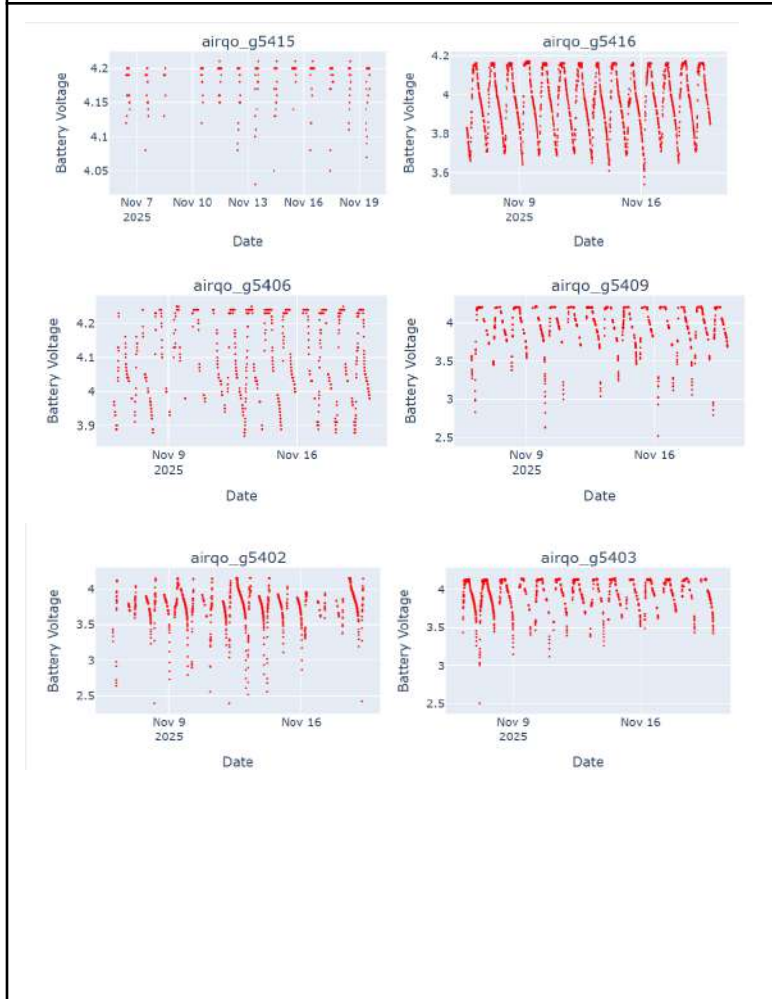 airqo_g5415
Battery Voltage
4.2
4.15
4.1
4.05
Nov 7
2025
Nov 10
Nov 13
Nov 16
Nov 19
Date
airqo_g5416
Battery Voltage
4.2
4
3.8
3.6
Nov 9
2025
Nov 16
Date
airqo_g5406
Battery Voltage
4.2
4.1
4
3.9
Nov 9
2025
Nov 16
Date
airqo_g5409
Battery Voltage
4
3.5
3
2.5
Nov 9
2025
Nov 16
Date
airqo_g5402
Battery Voltage
4
3.5
3
2.5
Nov 9
2025
Nov 16
Date
airqo_g5403
Battery Voltage
4
3.5
3
2.5
Nov 9
2025
Nov 16
Date